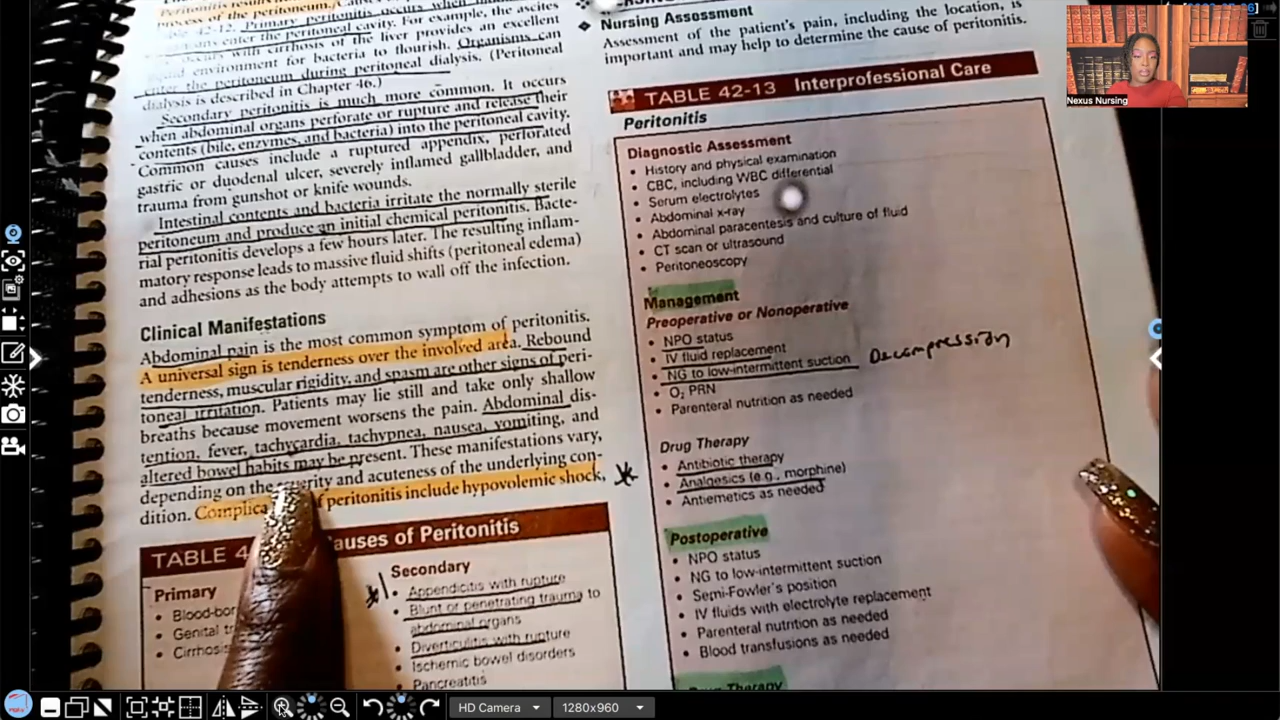 Peritonitis results
access of the peritoneum.
Table 42-12. Primary peritonitis occurs when
enter the peritoneal cavity. For example, the ascites
occurs with cirrhosis of the liver provides an excellent
environment for bacteria to flourish. Organisms can
enter the peritoneum during peritoneal dialysis. (Peritoneal
dialysis is described in Chapter 46.)
Secondary peritonitis is much more common. It occurs
when abdominal organs perforate or rupture and release their
contents (bile, enzymes, and bacteria) into the peritoneal cavity.
Common causes include a ruptured appendix, perforated
gastric or duodenal ulcer, severely inflamed gallbladder, and
trauma from gunshot or knife wounds.
Intestinal contents and bacteria irritate the normally sterile
peritoneum and produce an initial chemical peritonitis. Bacte-
rial peritonitis develops a few hours later. The resulting inflam-
matory response leads to massive fluid shifts (peritoneal edema)
and adhesions as the body attempts to wall off the infection.
Clinical Manifestations
Abdominal pain is the most common symptom of peritonitis.
A universal sign is tenderness over the involved area. Rebound
tenderness, muscular rigidity, and spasm are other signs of peri-
toneal irritation. Patients may lie still and take only shallow
breaths because movement worsens the pain. Abdominal dis-
tention, fever, tachycardia, tachypnea, nausea, vomiting, and
altered bowel habits may be present. These manifestations vary,
depending on the severity and acuteness of the underlying con-
dition. Complica of peritonitis include hypovolemic shock,
TABLE 4 auses of Peritonitis
Primary
Blood-bor
Genital tr
Cirrhosis
Secondary
• Appendicitis with rupture
• Blunt or penetrating trauma to
abdominal organs
• Diverticulitis with rupture
• Ischemic bowel disorders
• Pancreatitis
Nursing Assessment
Assessment of the patient's pain, including the location, is
important and may help to determine the cause of peritonitis.
TABLE 42-13 Interprofessional Care
Peritonitis
Diagnostic Assessment
• History and physical examination
• CBC, including WBC differential
• Serum electrolytes
• Abdominal x-ray
• Abdominal paracentesis and culture of fluid
• CT scan or ultrasound
• Peritoneoscopy
Management
Preoperative or Nonoperative
• NPO status
• IV fluid replacement
• NG to low-intermittent suction Decompression
• O₂ PRN
• Parenteral nutrition as needed
Drug Therapy
• Antibiotic therapy
• Analgesics (e.g., morphine)
• Antiemetics as needed
Postoperative
• NPO status
• NG to low-intermittent suction
• Semi-Fowler's position
• IV fluids with electrolyte replacement
• Parenteral nutrition as needed
• Blood transfusions as needed
Drug Therapy
Nexus Nursing
HD Camera
1280x960